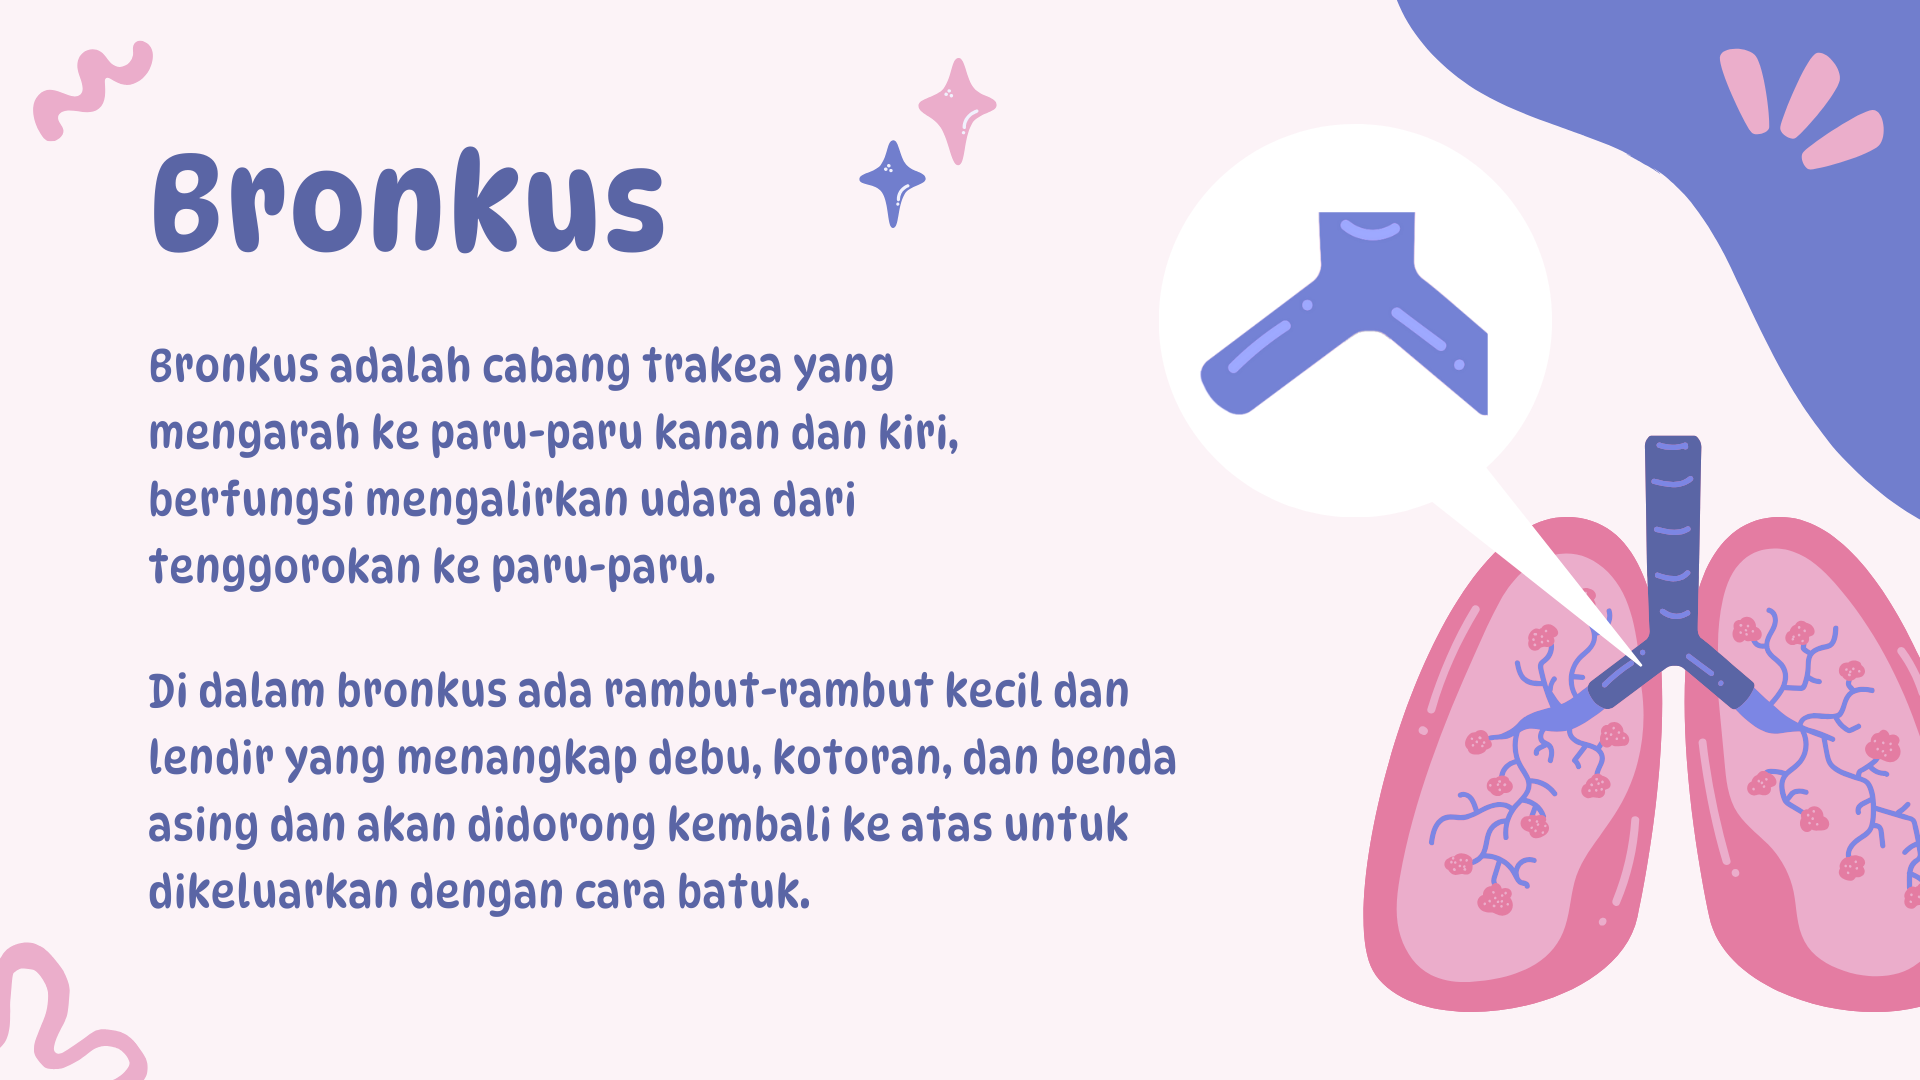 Bronkus
Bronkus adalah cabang trakea yang
mengarah ke paru-paru kanan dan kiri,
berfungsi mengalirkan udara dari
tenggorokan ke paru-paru.
Di dalam bronkus ada rambut-rambut kecil dan
lendir yang menangkap debu, kotoran, dan benda
asing dan akan didorong kembali ke atas untuk
dikeluarkan dengan cara batuk.